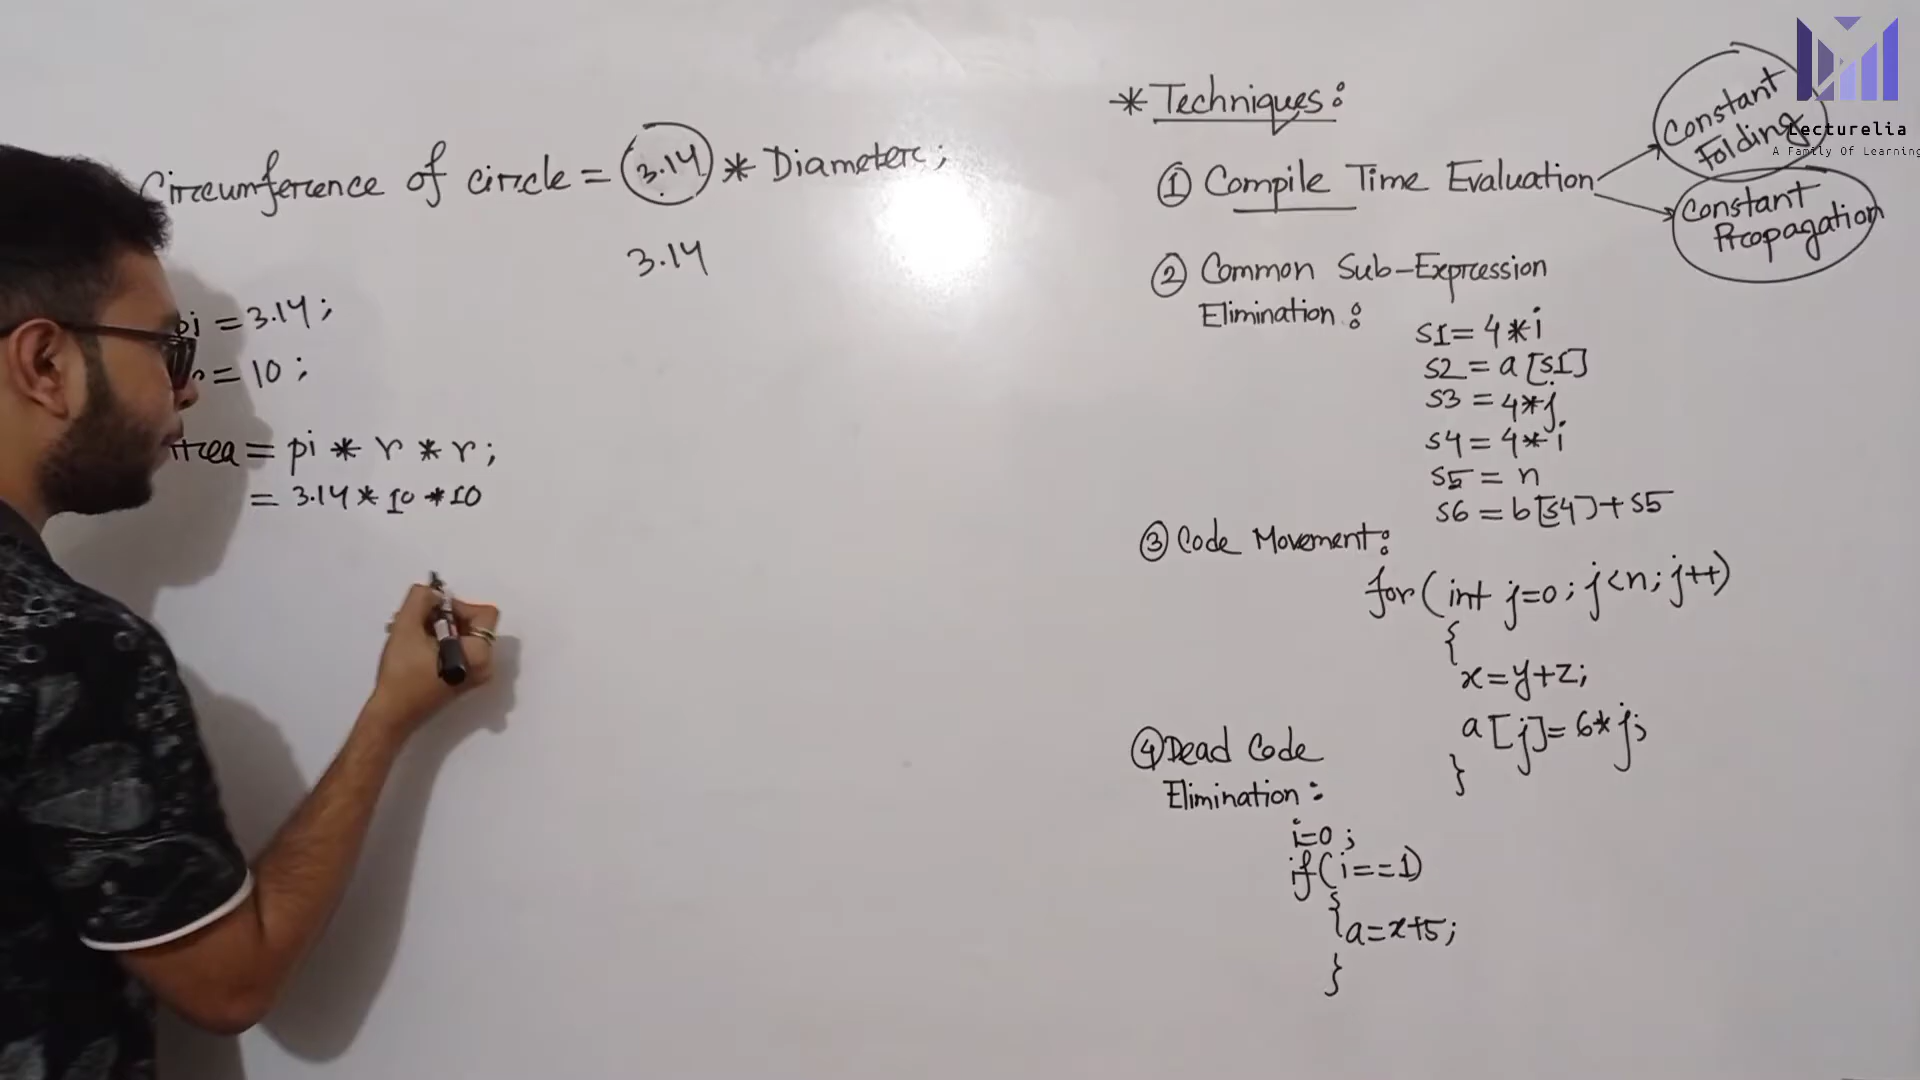 Circumference of circle = 3.14 * Diameter;
3.14
pi = 3.14;
= 10;
Area = pi * r * r;
= 3.14 * 10 * 10
* Techniques:
① Compile Time Evaluation
Constant
Folding
Constant
Propagation
② Common Sub-Expression
Elimination:
S1 = 4*i
S2 = a[S1]
S3 = 4*j
S4 = 4*i
S5 = n
S6 = b[S4]+S5
③ Code Movement:
for(int j=0; j<n; j++)
{
x=y+z;
a[j]=6*j;
}
④ Dead Code
Elimination:
i=0;
if(i==1)
{a=x+5;
}
Lecturelia
A Family Of Learning